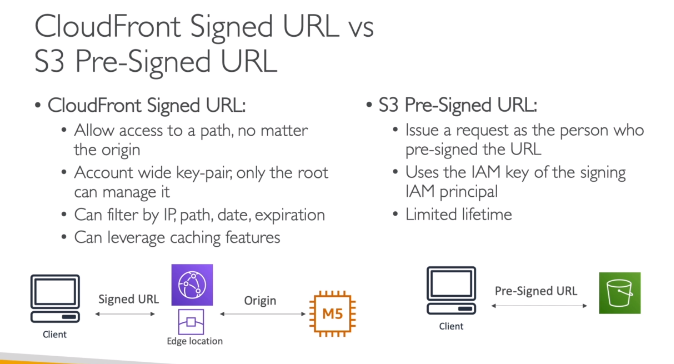 CloudFront Signed URL vs
S3 Pre-Signed URL
• CloudFront Signed URL:
• Allow access to a path, no matter
the origin
• Account wide key-pair, only the root
can manage it
• Can filter by IP, path, date, expiration
• Can leverage caching features
• S3 Pre-Signed URL:
• Issue a request as the person who
pre-signed the URL
• Uses the IAM key of the signing
IAM principal
• Limited lifetime
Signed URL
Origin
M5
Client
Edge location
Pre-Signed URL
Client